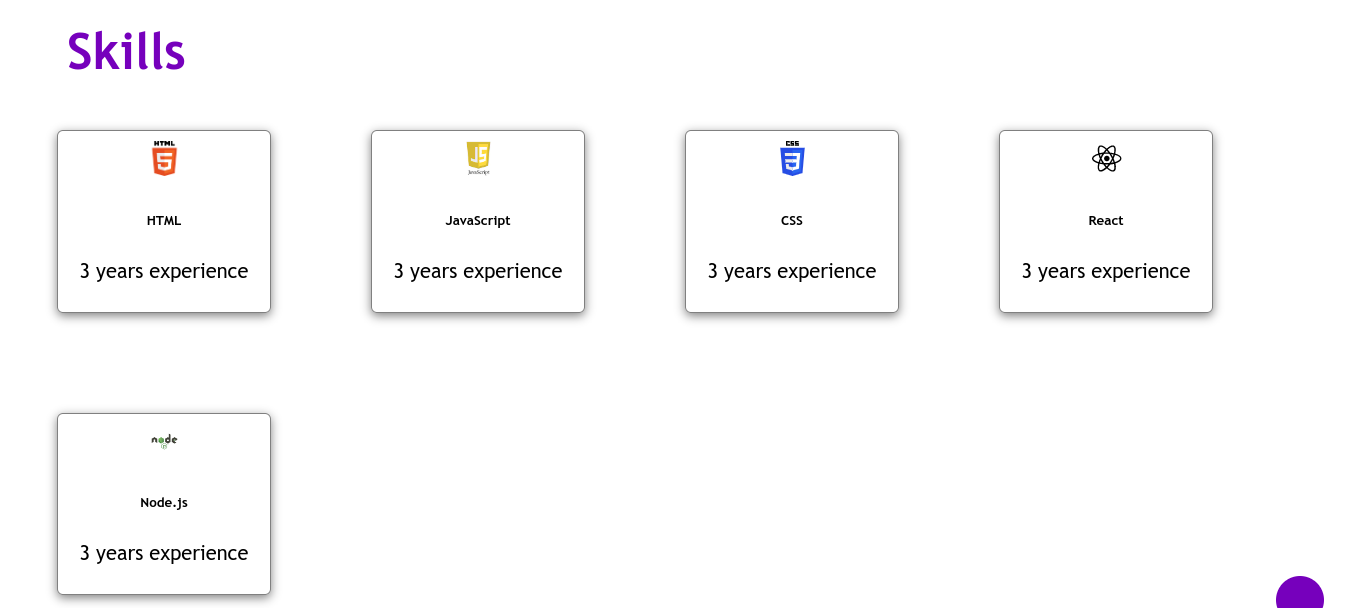 Skills
HTML
5
HTML
3 years experience
JS
JavaScript
JavaScript
3 years experience
CSS
3
CSS
3 years experience
React
3 years experience
node
Node.js
3 years experience